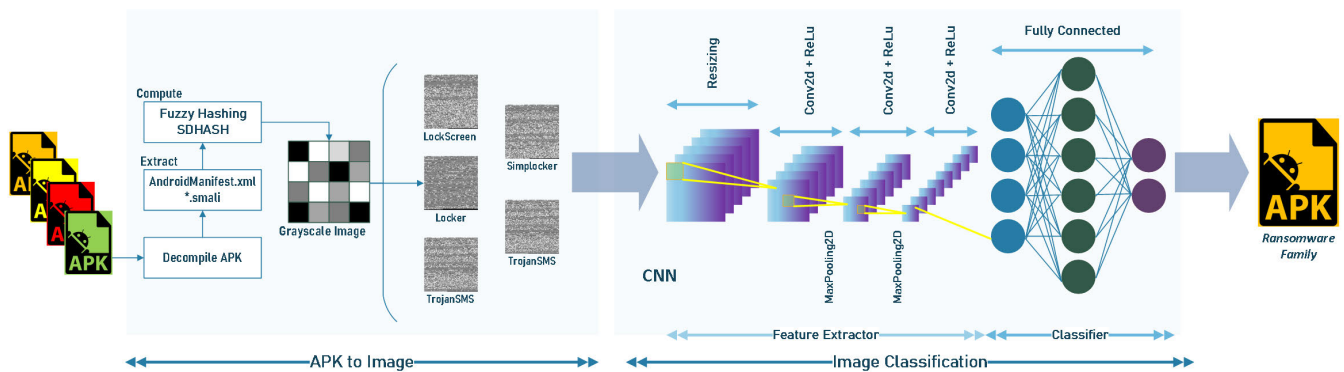 A
A
A
APK
Compute
Fuzzy Hashing
SDHASH
Extract
AndroidManifest.xml
*.smali
Decompile APK
Grayscale Image
LockScreen
Locker
TrojanSMS
Simplocker
TrojanSMS
APK to Image
Resizing
Conv2d + ReLu
Conv2d + ReLu
Conv2d + ReLu
Fully Connected
MaxPooling2D
MaxPooling2D
CNN
Feature Extractor
Classifier
Image Classification
APK
Ransomware
Family